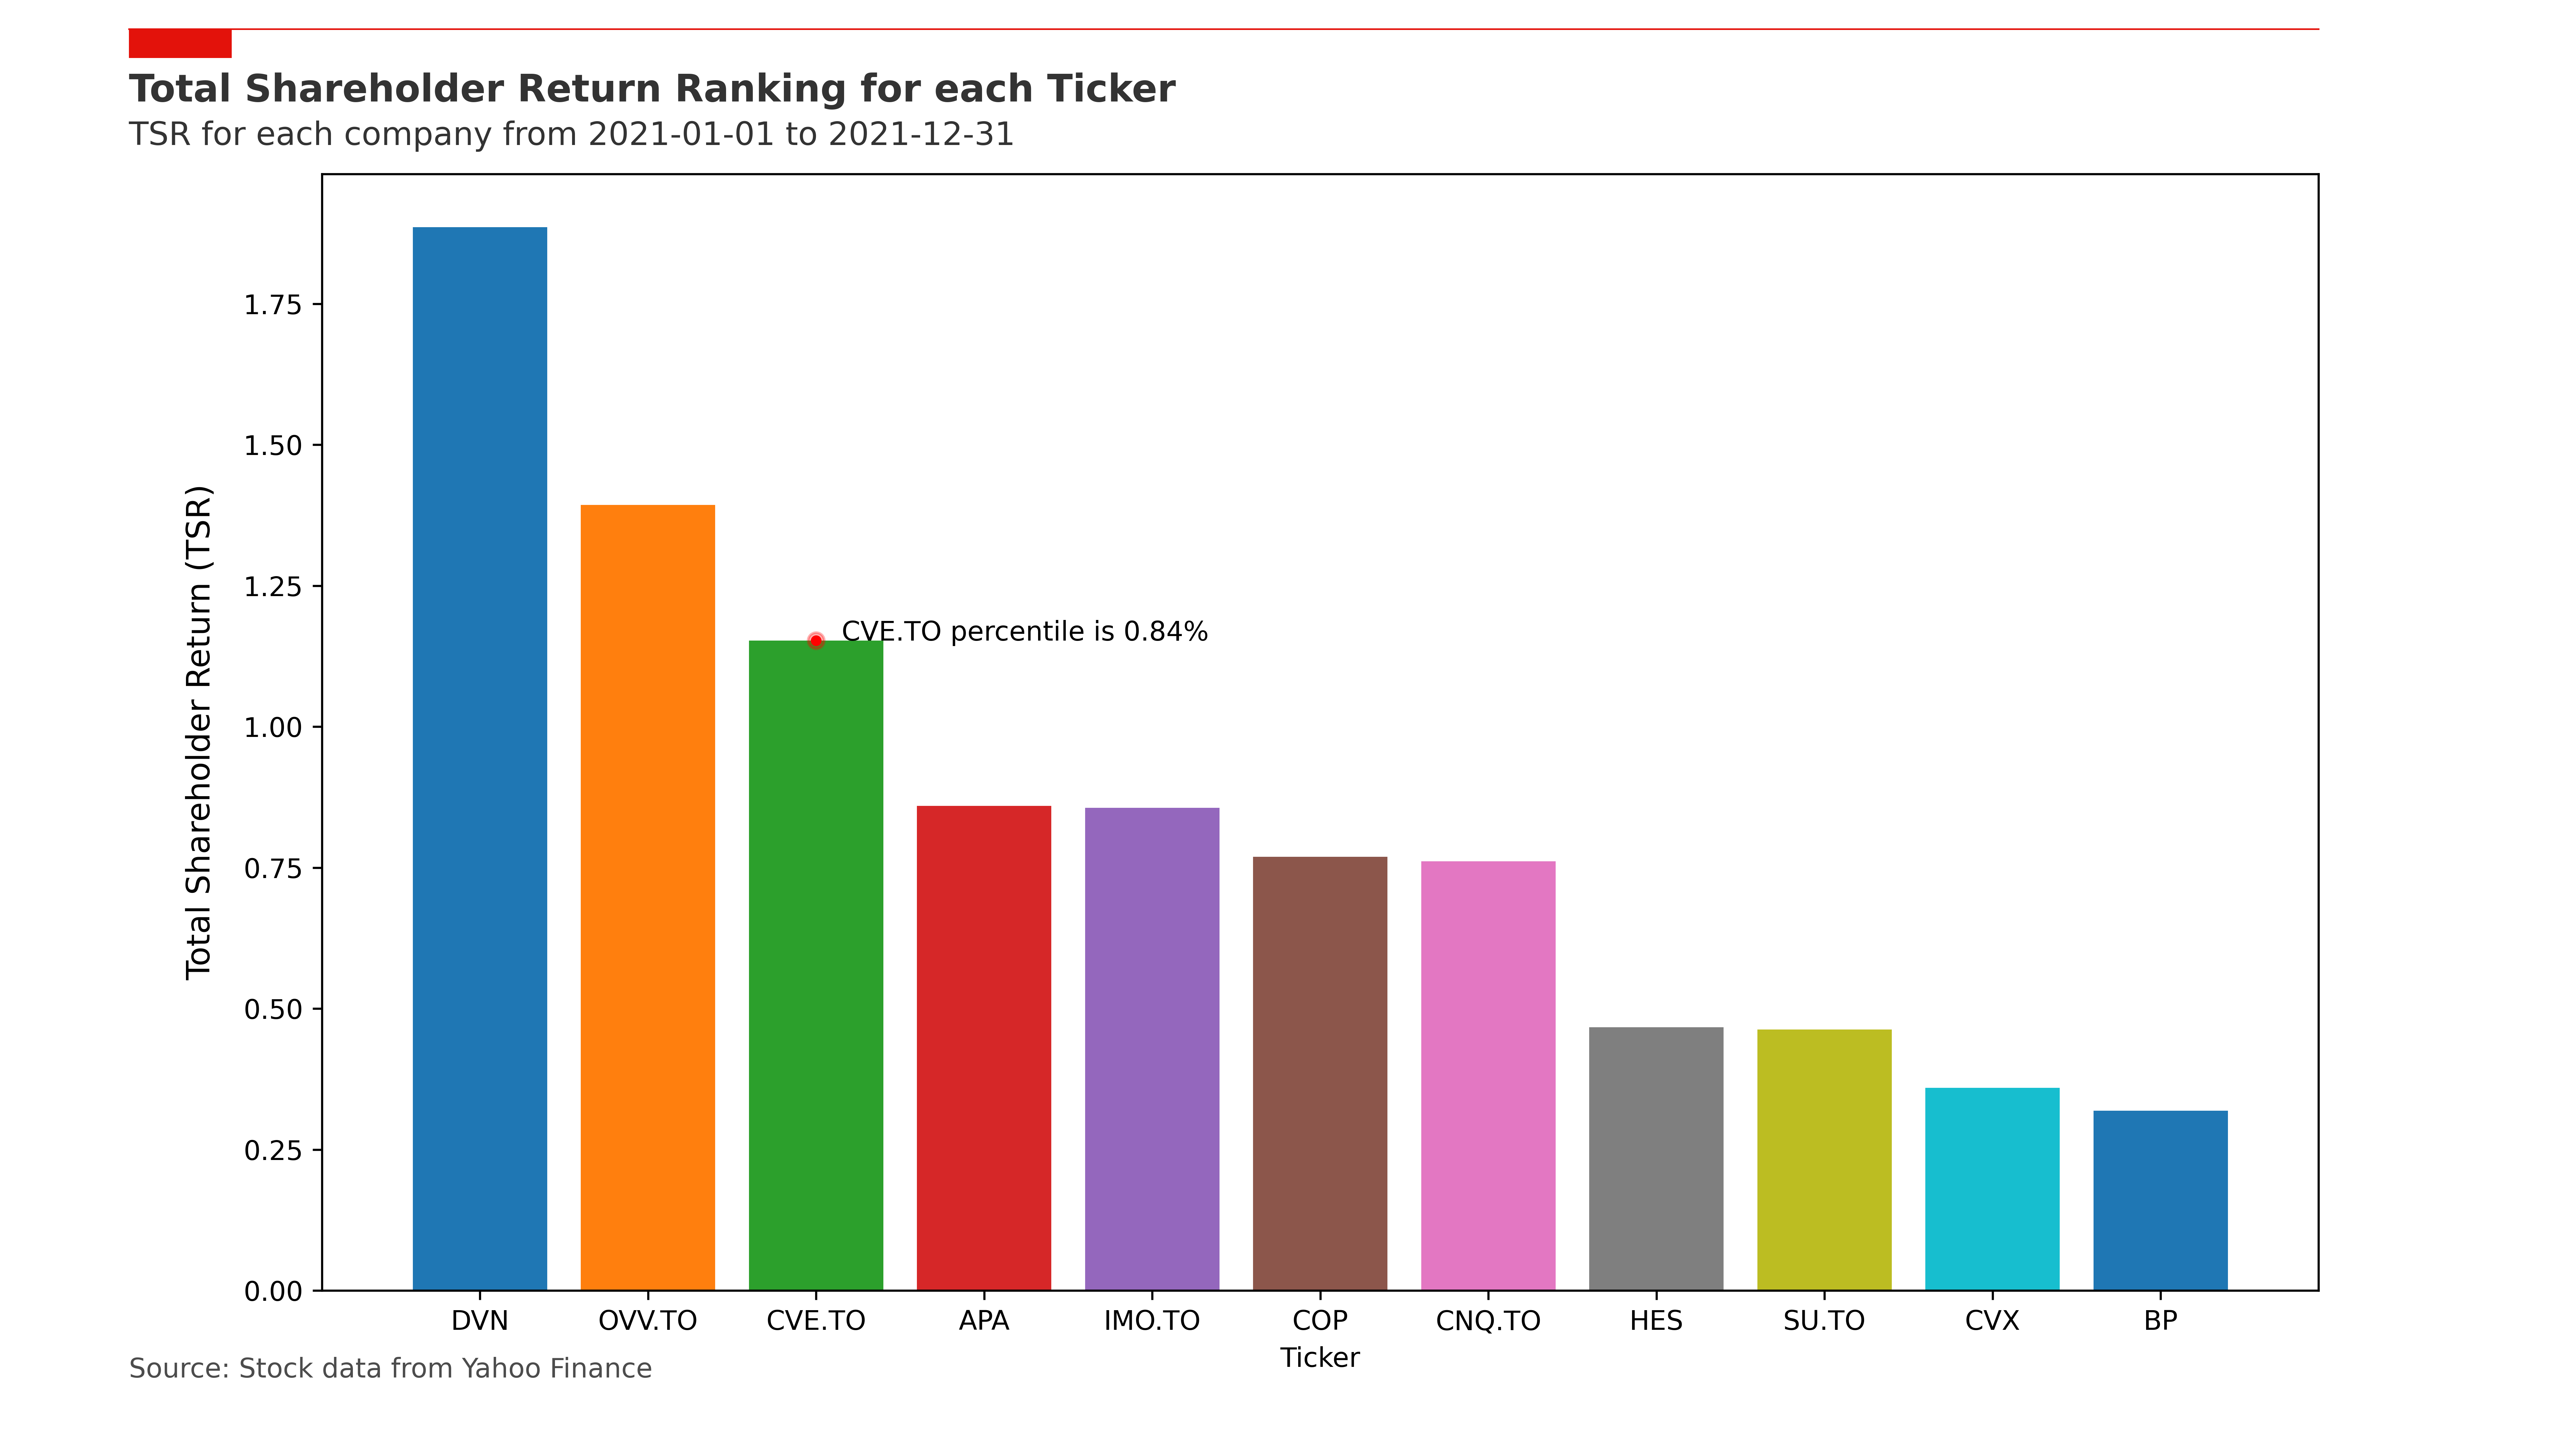 Total Shareholder Return Ranking for each Ticker
TSR for each company from 2021-01-01 to 2021-12-31
Total Shareholder Return (TSR)
1.75
1.50
1.25
1.00
0.75
0.50
0.25
0.00
CVE.TO percentile is 0.84%
DVN OVV.TO CVE.TO APA IMO.TO COP CNQ.TO HES SU.TO CVX BP
Ticker
Source: Stock data from Yahoo Finance